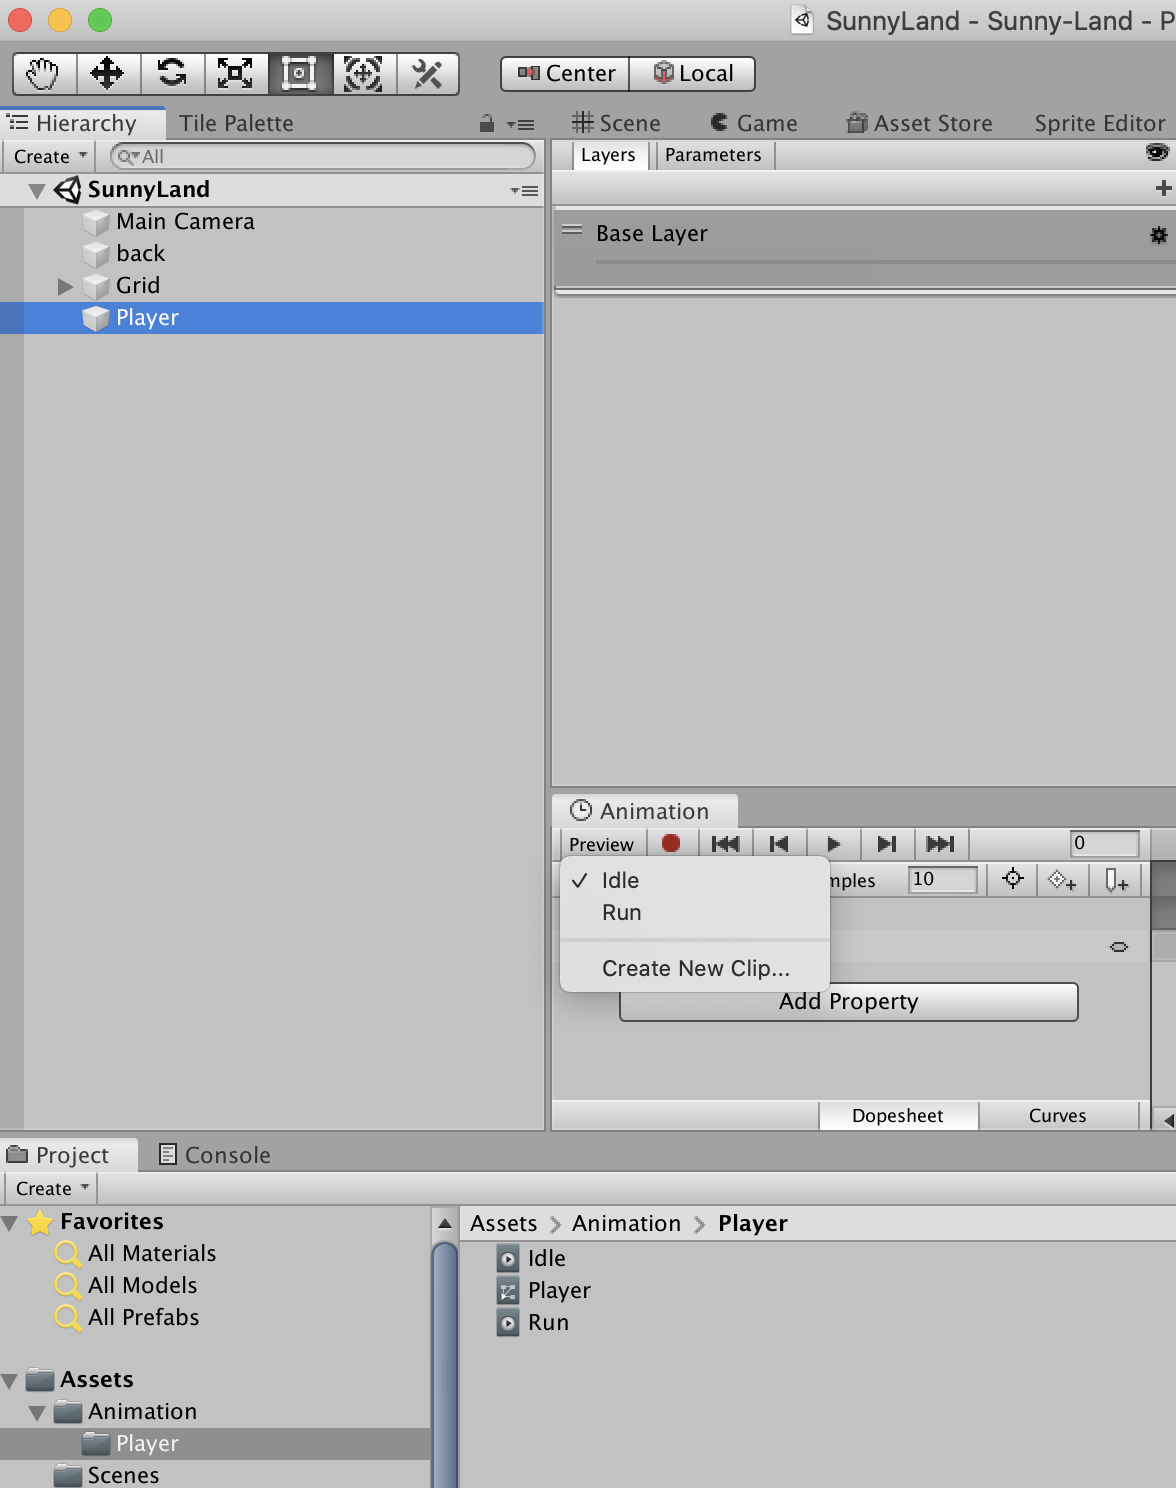 SunnyLand - Sunny-Land - P
Center Local
Hierarchy Tile Palette
Create All
SunnyLand
Main Camera
back
Grid
Player
Scene Game Asset Store Sprite Editor
Layers Parameters
Base Layer
Animation
Preview 0
Idle mples 10
Run
Create New Clip...
Add Property
Dopesheet Curves
Project Console
Create
Favorites
All Materials
All Models
All Prefabs
Assets
Animation
Player
Scenes
Assets Animation Player
Idle
Player
Run